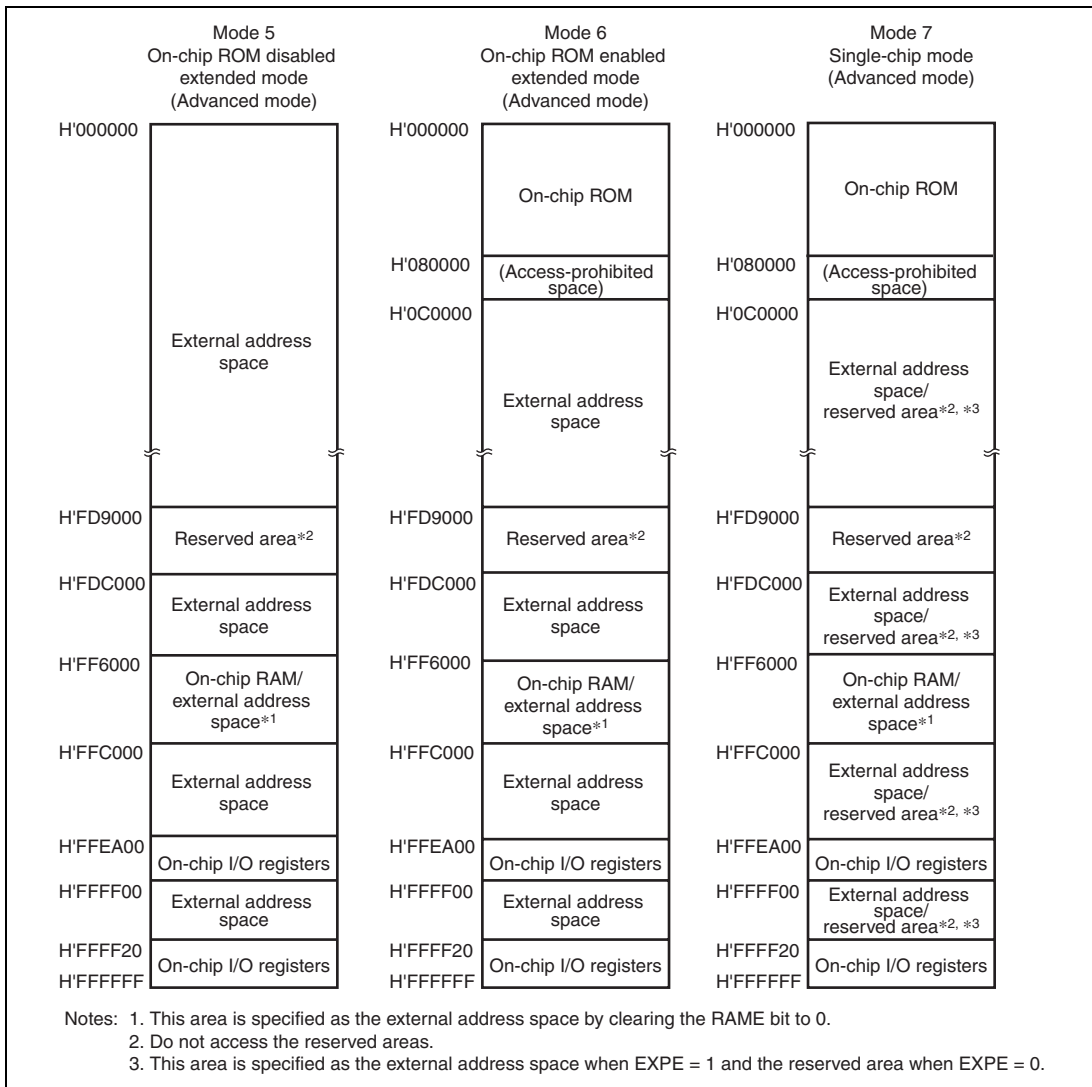 Mode 5
On-chip ROM disabled
extended mode
(Advanced mode)
H'000000
External address
space
H'FD9000
Reserved area*2
H'FDC000
External address
space
H'FF6000
On-chip RAM/
external address
space*1
H'FFC000
External address
space
H'FFEA00
On-chip I/O registers
H'FFFF00
External address
space
H'FFFF20
On-chip I/O registers
H'FFFFFF
Mode 6
On-chip ROM enabled
extended mode
(Advanced mode)
H'000000
On-chip ROM
H'080000
(Access-prohibited
space)
H'0C0000
External address
space
H'FD9000
Reserved area*2
H'FDC000
External address
space
H'FF6000
On-chip RAM/
external address
space*1
H'FFC000
External address
space
H'FFEA00
On-chip I/O registers
H'FFFF00
External address
space
H'FFFF20
On-chip I/O registers
H'FFFFFF
Mode 7
Single-chip mode
(Advanced mode)
H'000000
On-chip ROM
H'080000
(Access-prohibited
space)
H'0C0000
External address
space/
reserved area*2, *3
H'FD9000
Reserved area*2
H'FDC000
External address
space/
reserved area*2, *3
H'FF6000
On-chip RAM/
external address
space*1
H'FFC000
External address
space/
reserved area*2, *3
H'FFEA00
On-chip I/O registers
H'FFFF00
External address
space/
reserved area*2, *3
H'FFFF20
On-chip I/O registers
H'FFFFFF
Notes: 1. This area is specified as the external address space by clearing the RAME bit to 0.
2. Do not access the reserved areas.
3. This area is specified as the external address space when EXPE = 1 and the reserved area when EXPE = 0.